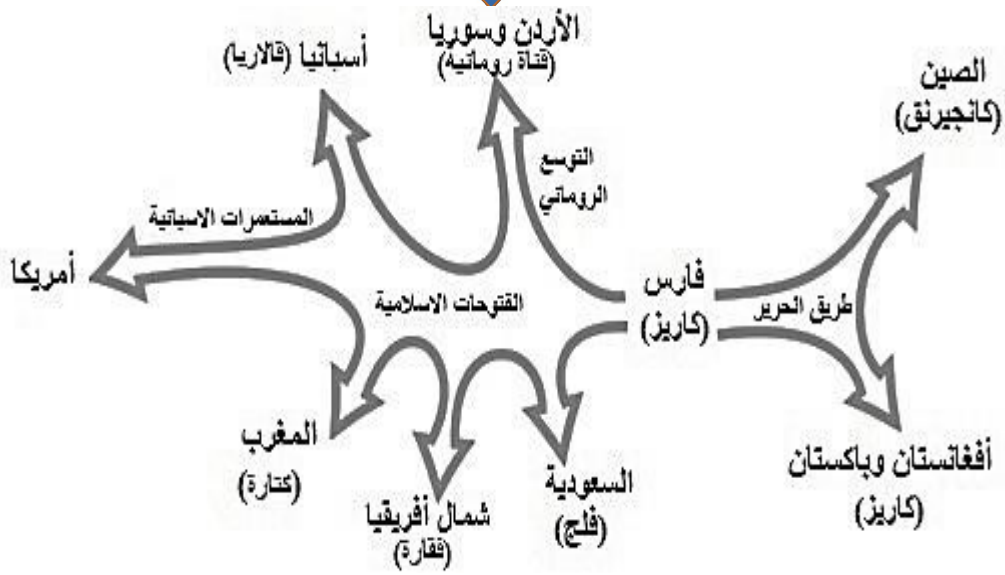 الأردن وسوريا
(قناة رومانية)
أسبانيا (قالاريا)
الصين
(كانجيرنق)
التوسع
الروماني
المستعمرات الاسبانية
أمريكا
فارس
(كاريز)
طريق الحرير
الفتوحات الاسلامية
المغرب
(كتارة)
شمال أفريقيا
(فقارة)
السعودية
(فلج)
أفغانستان وباكستان
(كاريز)